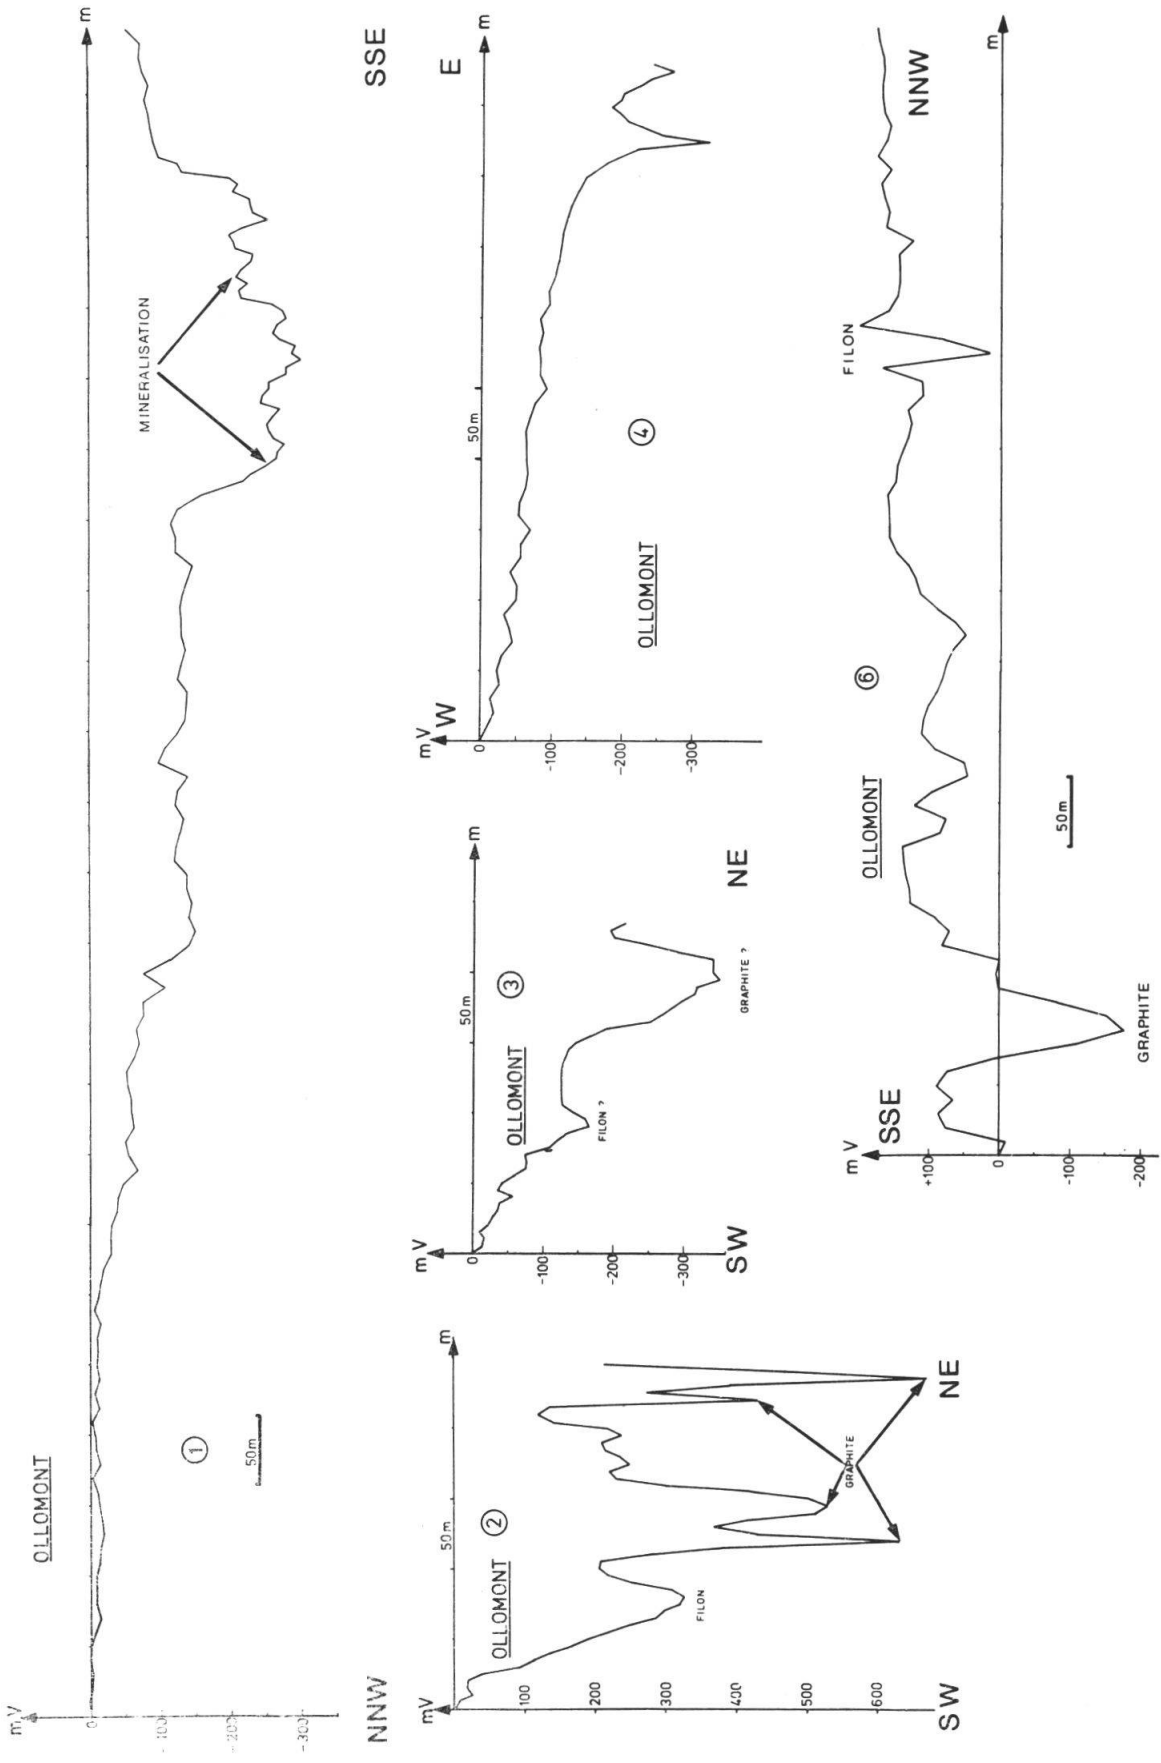 OLLOMONT
1
50m
mV
0
-100
-200
-300
m
NNW
SSE
MINERALISATION
OLLOMONT
2
50m
mV
0
100
200
300
400
500
600
m
SW
NE
FILON
GRAPHITE
OLLOMONT
3
50m
mV
0
-100
-200
-300
m
SW
NE
FILON ?
GRAPHITE ?
OLLOMONT
4
50m
mV
0
-100
-200
-300
m
W
E
OLLOMONT
6
50m
mV
+100
0
-100
-200
m
SSE
NNW
GRAPHITE
FILON